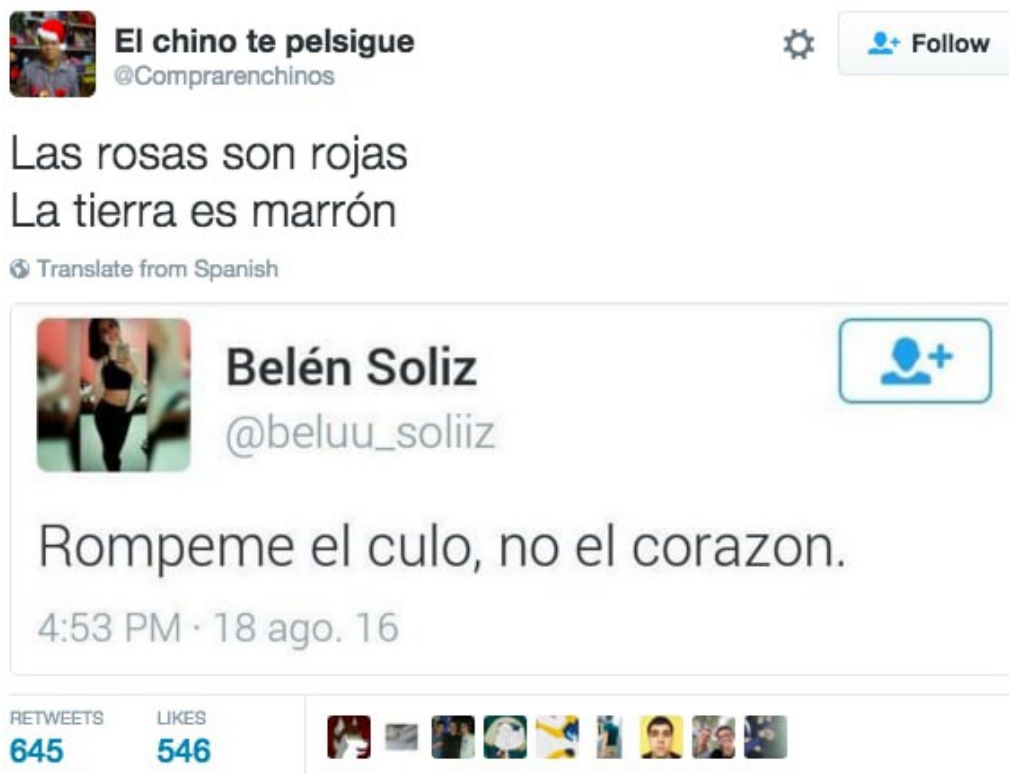 El chino te pelsigue
@Comprarenchinos
Follow
Las rosas son rojas
La tierra es marrón
Translate from Spanish
Belén Soliz
@beluu_soliiz
Rompeme el culo, no el corazon.
4:53 PM · 18 ago. 16
RETWEETS LIKES
645 546